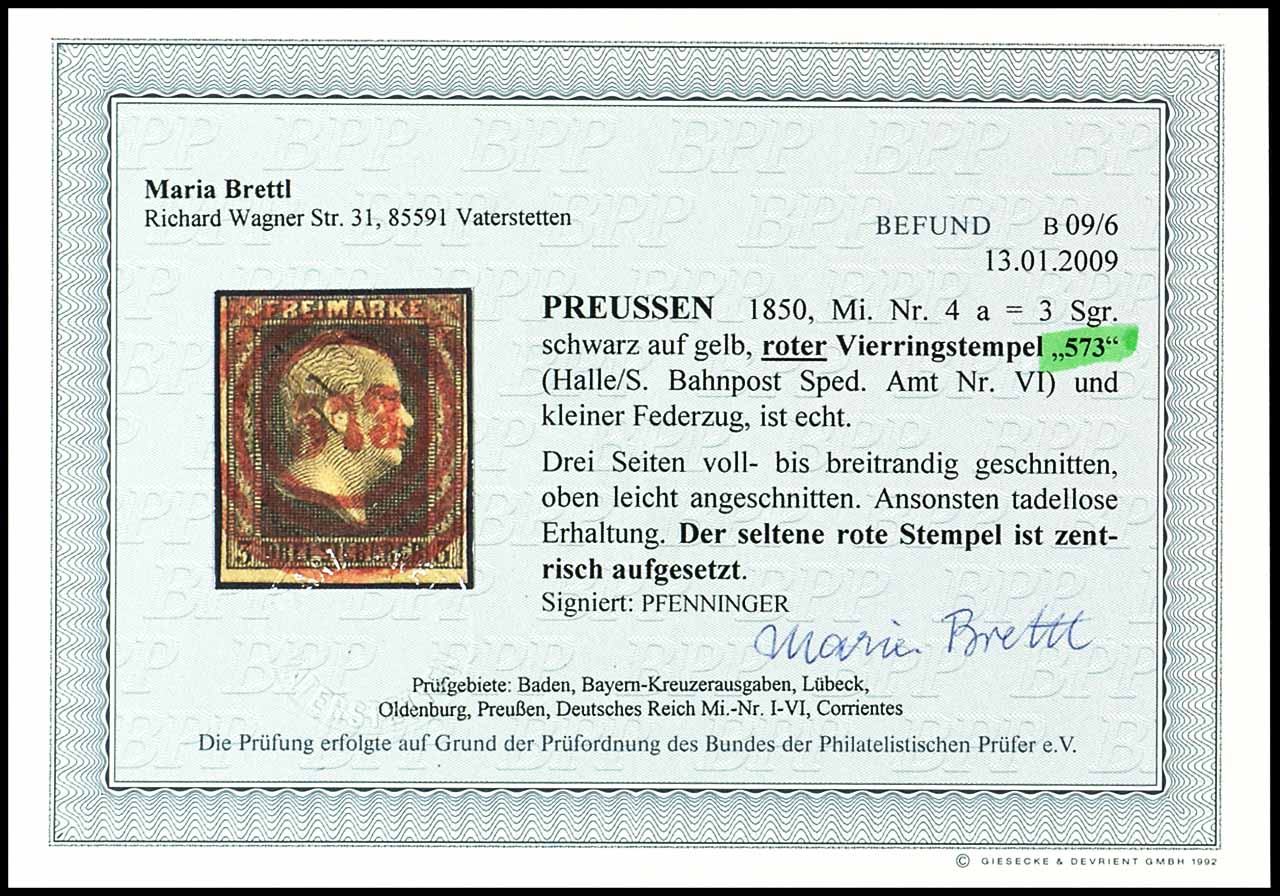 Maria Brettl
Richard Wagner Str. 31, 85591 Vaterstetten
BEFUND B 09/6
13.01.2009
FREIMARKE
PREUSSEN 1850, Mi. Nr. 4 a = 3 Sgr.
schwarz auf gelb, roter Vierringstempel „573“
(Halle/S. Bahnpost Sped. Amt Nr. VI) und
kleiner Federzug, ist echt.
Drei Seiten voll- bis breitrandig geschnitten,
oben leicht angeschnitten. Ansonsten tadellose
Erhaltung. Der seltene rote Stempel ist zent-
risch aufgesetzt.
Signiert: PFENNINGER
Maria Brettl
Prüfgebiete: Baden, Bayern-Kreuzerausgaben, Lübeck,
Oldenburg, Preußen, Deutsches Reich Mi.-Nr. I-VI, Corrientes
Die Prüfung erfolgte auf Grund der Prüfordnung des Bundes der Philatelistischen Prüfer e.V.
© GIESECKE & DEVRIENT GMBH 1992